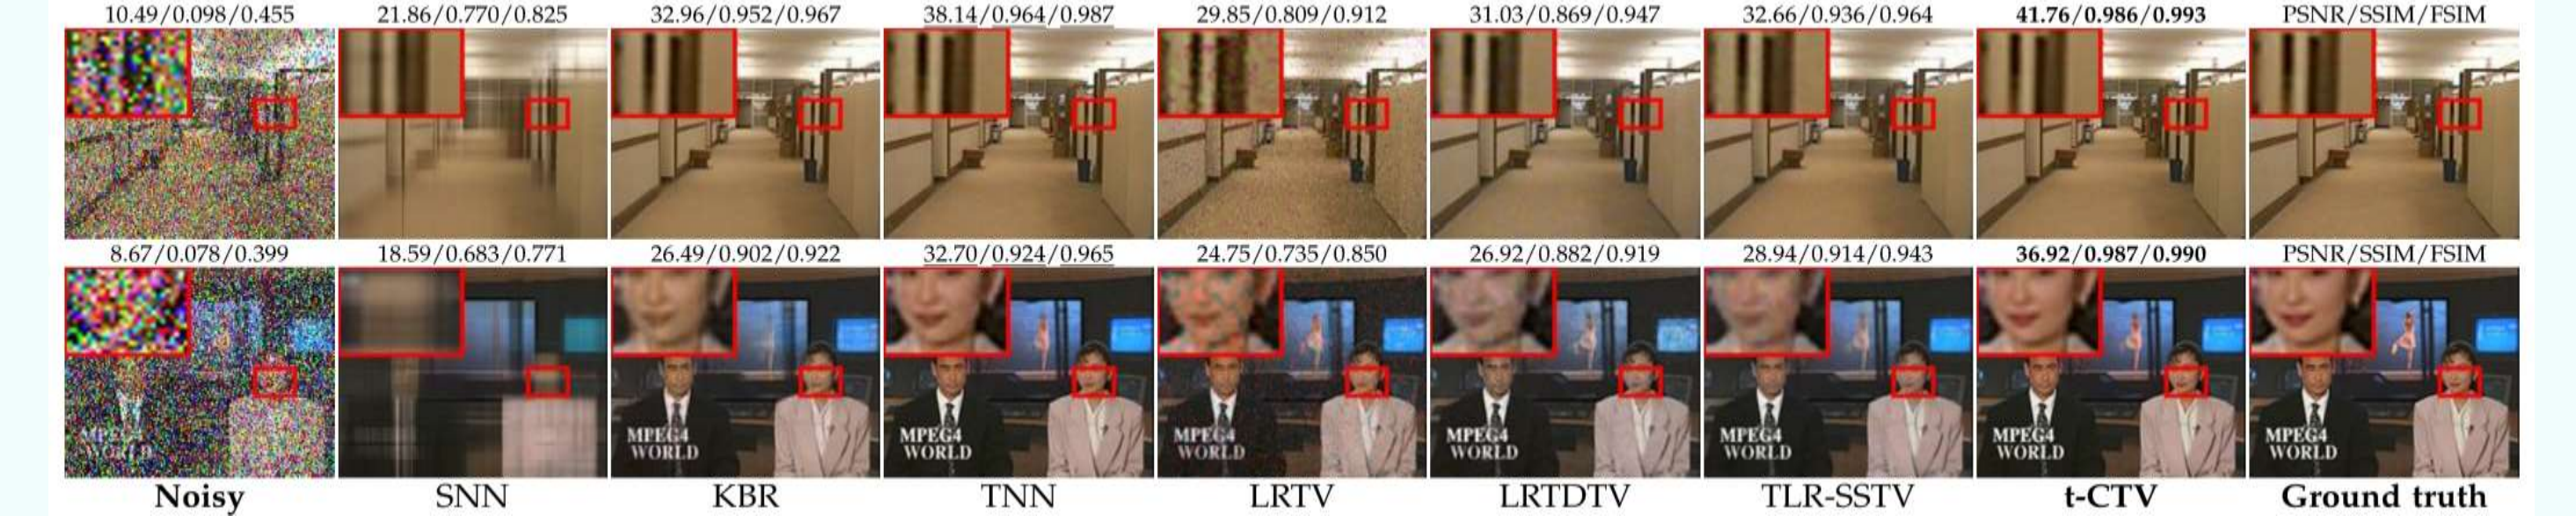 10.49/0.098/0.455 21.86/0.770/0.825 32.96/0.952/0.967 38.14/0.964/0.987 29.85/0.809/0.912 31.03/0.869/0.947 32.66/0.936/0.964 41.76/0.986/0.993 PSNR/SSIM/FSIM
8.67/0.078/0.399 18.59/0.683/0.771 26.49/0.902/0.922 32.70/0.924/0.965 24.75/0.735/0.850 26.92/0.882/0.919 28.94/0.914/0.943 36.92/0.987/0.990 PSNR/SSIM/FSIM
MPEG4 MPEG4 MPEG4 MPEG4 MPEG4 MPEG4 MPEG4
WORLD WORLD WORLD WORLD WORLD WORLD WORLD
Noisy SNN KBR TNN LRTV LRTDTV TLR-SSTV t-CTV Ground truth